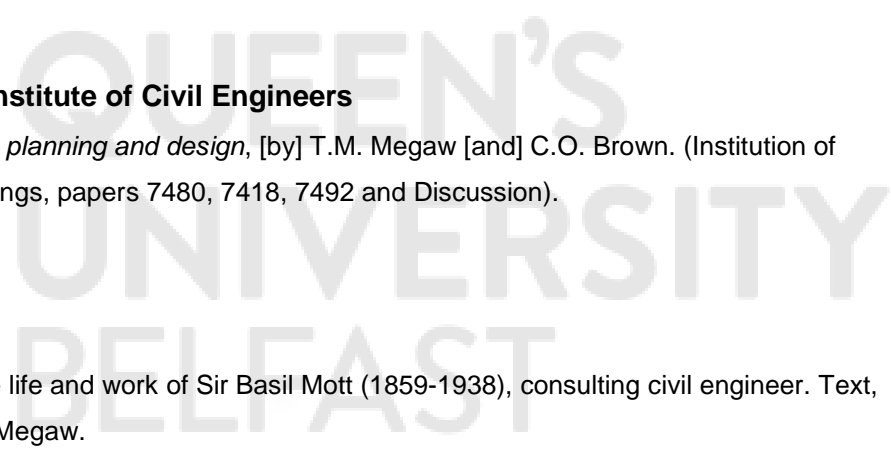 QUEEN'S
nstitute of Civil Engineers
planning and design, [by] T.M. Megaw [and] C.O. Brown. (Institution of
ings, papers 7480, 7418, 7492 and Discussion).
UNIVERSITY
BELFAST
life and work of Sir Basil Mott (1859-1938), consulting civil engineer. Text,
Megaw.